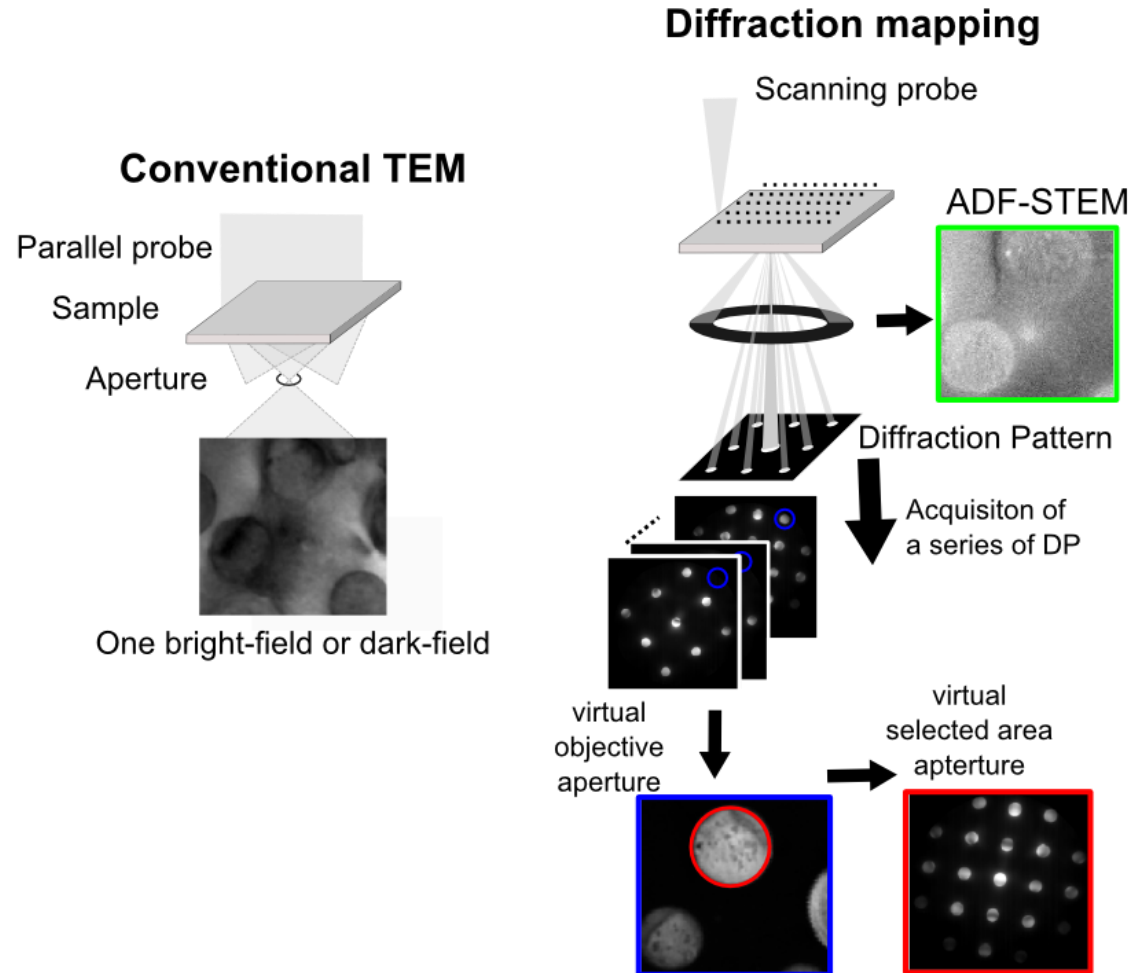 Conventional TEM
Parallel probe
Sample
Aperture
One bright-field or dark-field
Diffraction mapping
Scanning probe
ADF-STEM
Diffraction Pattern
Acquisiton of
a series of DP
virtual
objective
aperture
virtual
selected area
apterture